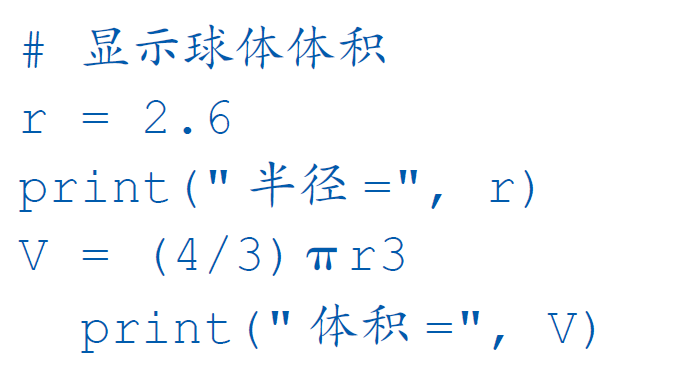 # 显示球体体积
r = 2.6
print("半径=", r)
V = (4/3)πr3
  print("体积=", V)